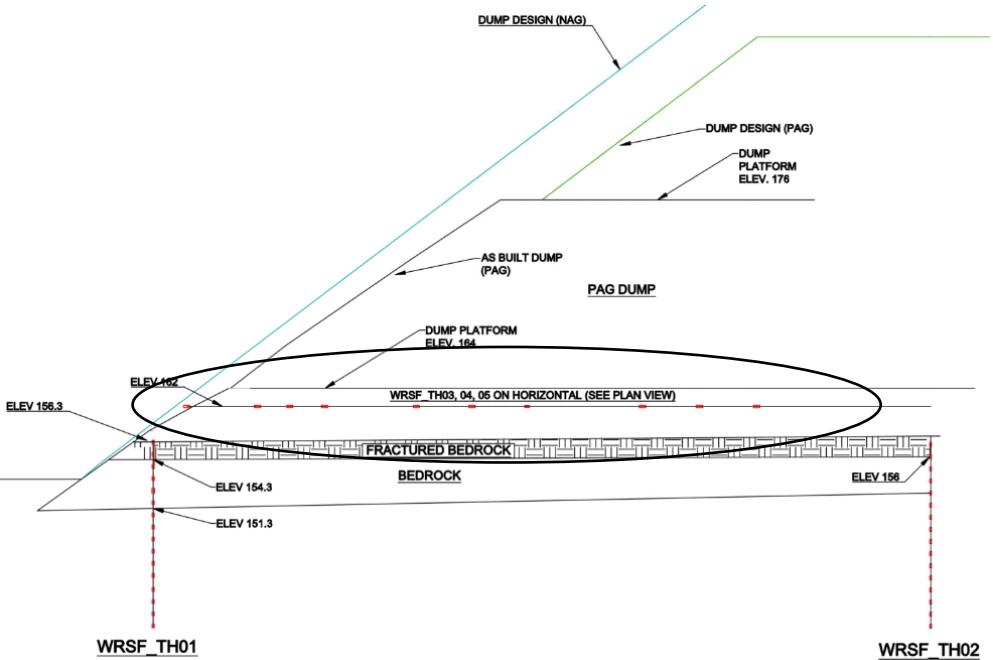 DUMP DESIGN (NAG)
DUMP DESIGN (PAG)
DUMP
PLATFORM
ELEV. 176
AS BUILT DUMP
(PAG)
PAG DUMP
DUMP PLATFORM
ELEV. 164
ELEV 162
WRSF_TH03, 04, 05 ON HORIZONTAL (SEE PLAN VIEW)
ELEV 156.3
FRACTURED BEDROCK
BEDROCK
ELEV 156
ELEV 154.3
ELEV 151.3
WRSF_TH01
WRSF_TH02